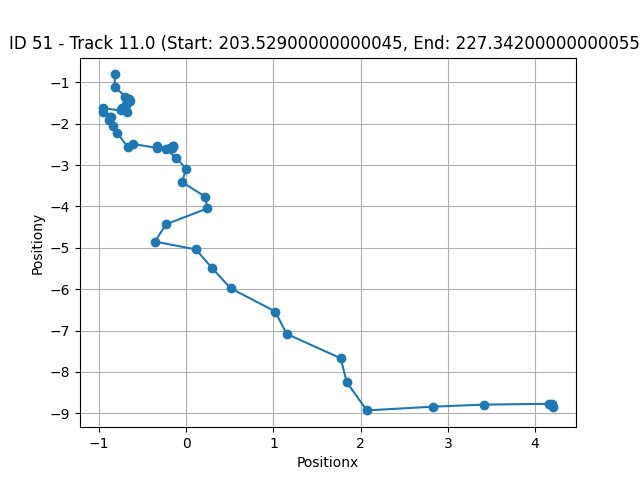 ID 51 - Track 11.0 (Start: 203.52900000000045, End: 227.34200000000055
−1
−2
−3
−4
−5
−6
−7
−8
−9
Positiony
−1 0 1 2 3 4
Positionx